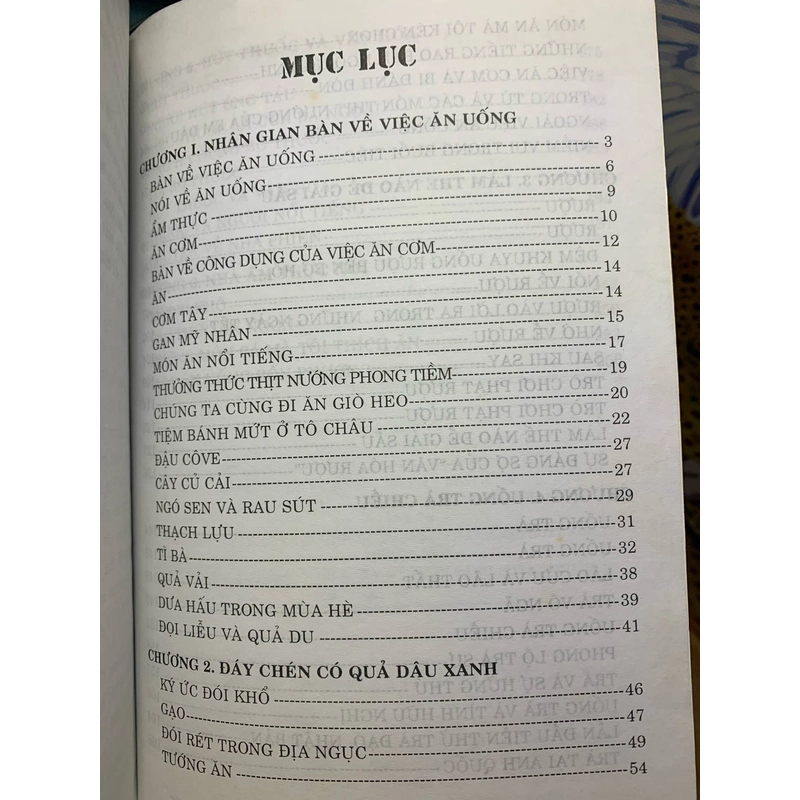 MỤC LỤC
CHƯƠNG I. NHÂN GIAN BÀN VỀ VIỆC ĂN UỐNG
BÀN VỀ VIỆC ĂN UỐNG 3
NÓI VỀ ĂN UỐNG 6
ẨM THỰC 9
ĂN CƠM 10
BÀN VỀ CÔNG DỤNG CỦA VIỆC ĂN CƠM 12
ĂN 14
CƠM TÂY 14
GAN MỸ NHÂN 15
MÓN ĂN NỔI TIẾNG 17
THƯỞNG THỨC THỊT NƯỚNG PHONG TIỀM 19
CHÚNG TA CÙNG ĐI ĂN GIÒ HEO 20
TIỆM BÁNH MỨT Ở TÔ CHÂU 22
ĐẬU CÔVE 27
CÂY CỦ CẢI 27
NGÓ SEN VÀ RAU SÚT 29
THẠCH LỰU 31
TÌ BÀ 32
QUẢ VẢI 38
DƯA HẤU TRONG MÙA HÈ 39
ĐỌI LIỄU VÀ QUẢ DU 41
CHƯƠNG 2. ĐÁY CHÉN CÓ QUẢ DÂU XANH
KÝ ỨC ĐÓI KHỔ 46
GẠO 47
ĐÓI RÉT TRONG ĐỊA NGỤC 49
TƯỚNG ĂN 54